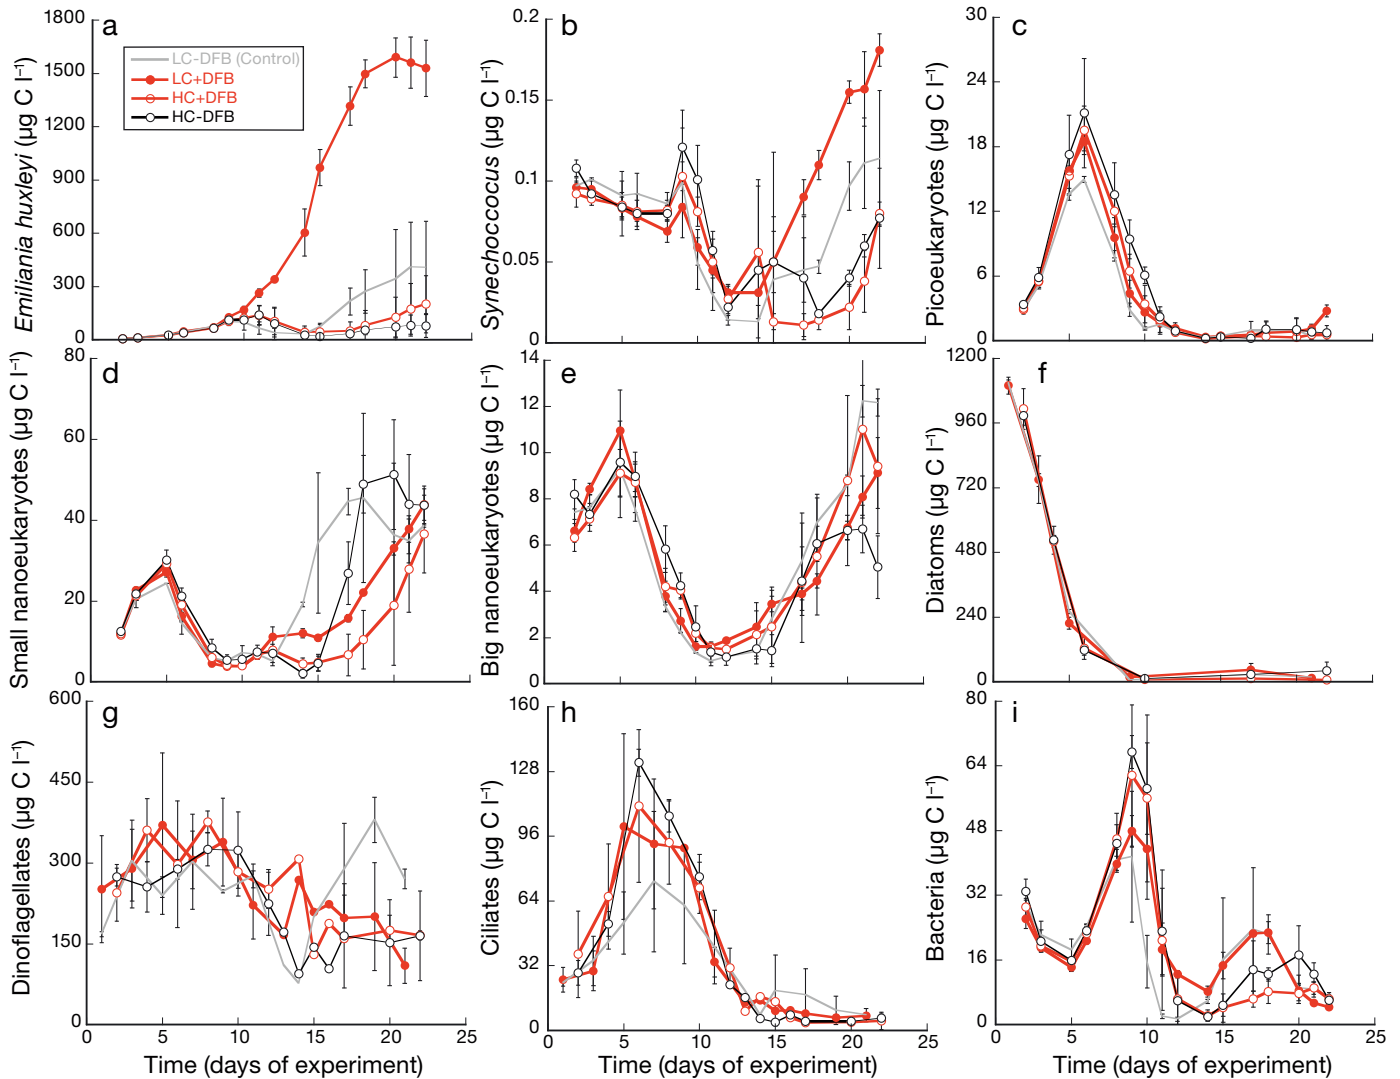 a
Emiliania huxleyi (µg C l⁻¹)
1800
1500
1200
900
600
300
0
LC-DFB (Control)
LC+DFB
HC+DFB
HC-DFB
b
Synechoccocus (µg C l⁻¹)
0.2
0.15
0.1
0.05
0
c
Picoeukaryotes (µg C l⁻¹)
30
24
18
12
6
0
d
Small nanoeukaryotes (µg C l⁻¹)
80
60
40
20
0
e
Big nanoeukaryotes (µg C l⁻¹)
14
12
10
8
6
4
2
0
f
Diatoms (µg C l⁻¹)
1200
960
720
480
240
0
g
Dinoflagellates (µg C l⁻¹)
600
450
300
150
0
0 5 10 15 20 25
Time (days of experiment)
h
Ciliates (µg C l⁻¹)
160
128
96
64
32
0
0 5 10 15 20 25
Time (days of experiment)
i
Bacteria (µg C l⁻¹)
80
64
48
32
16
0
0 5 10 15 20 25
Time (days of experiment)